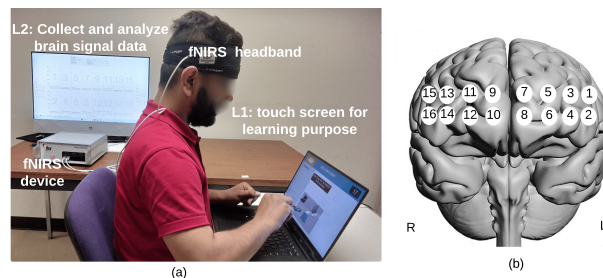 L2: Collect and analyze
brain signal data
fNIRS headband
L1: touch screen for
learning purpose
fNIRS
device
15 13 11 9 7 5 3 1
16 14 12 10 8 6 4 2
R
L
(a)
(b)